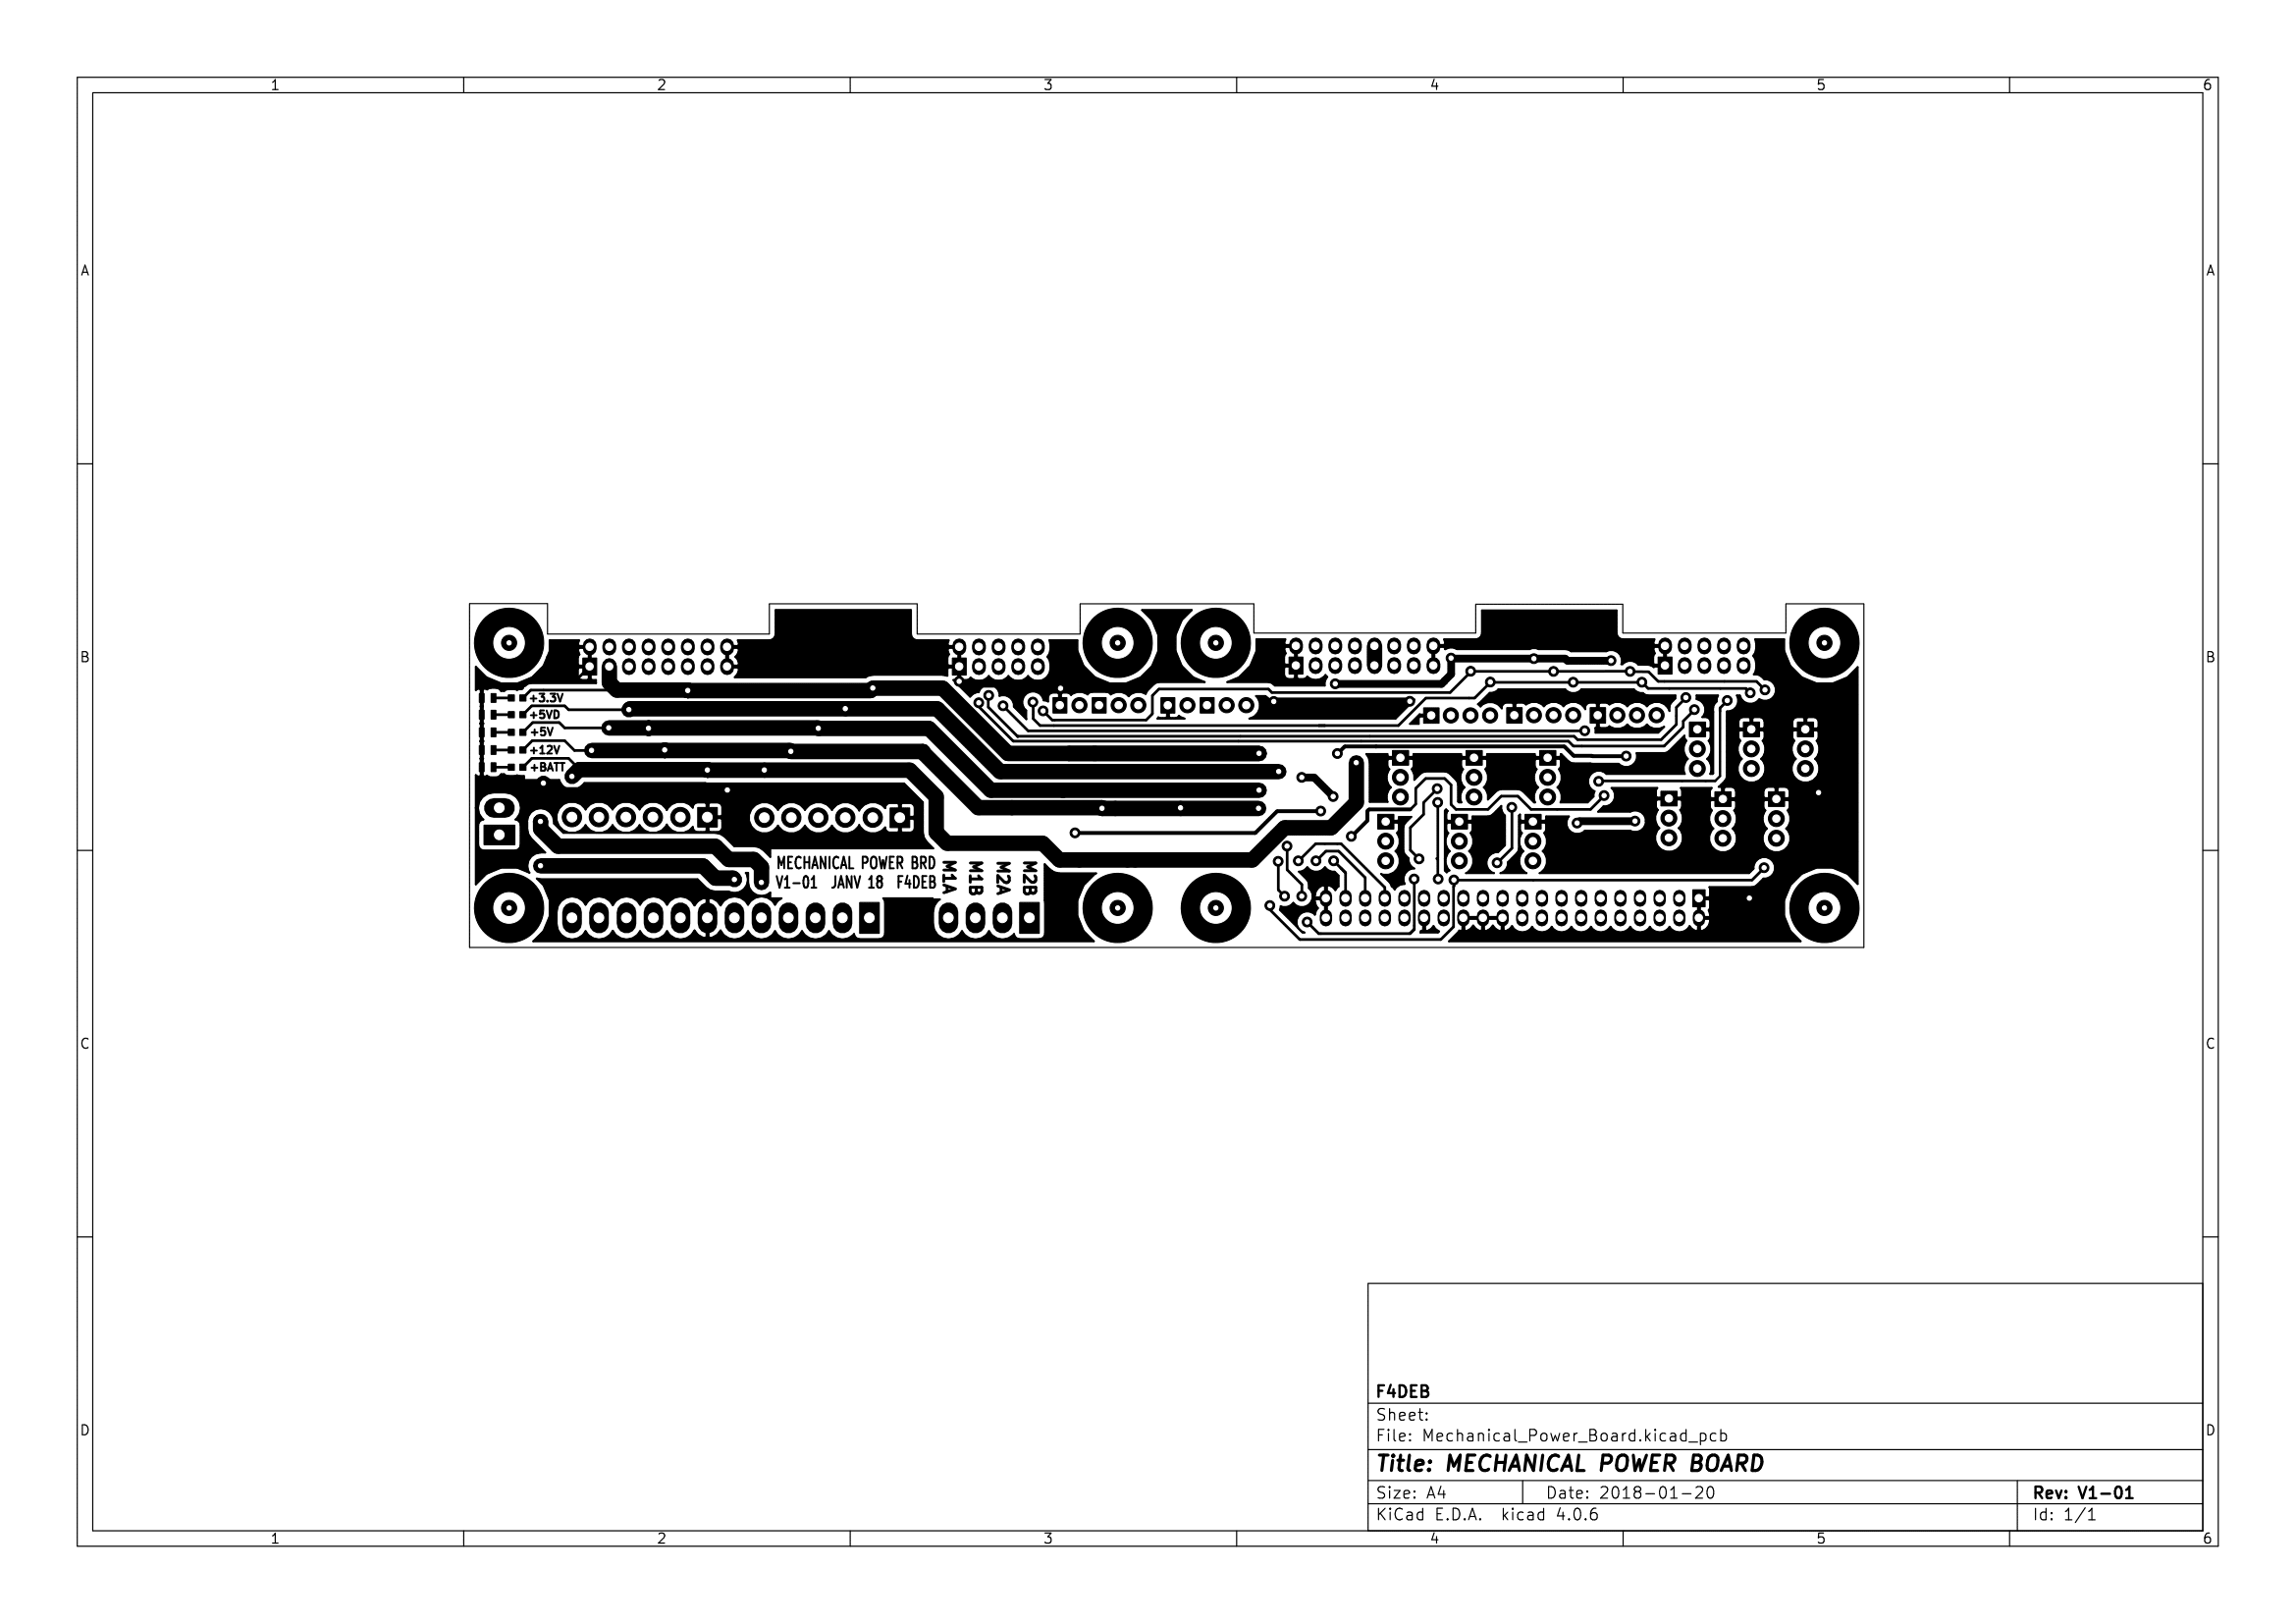 1 2 3 4 5 6
A A
B B
+3.3V
+5VD
+5V
+12V
+BATT
MECHANICAL POWER BRD
V1-01 JANV 18 F4DEB
M1A M1B M2A M2B
C C
F4DEB
Sheet:
File: Mechanical_Power_Board.kicad_pcb
D D
Title: MECHANICAL POWER BOARD
Size: A4 Date: 2018-01-20 Rev: V1-01
KiCad E.D.A. kicad 4.0.6 Id: 1/1
1 2 3 4 5 6